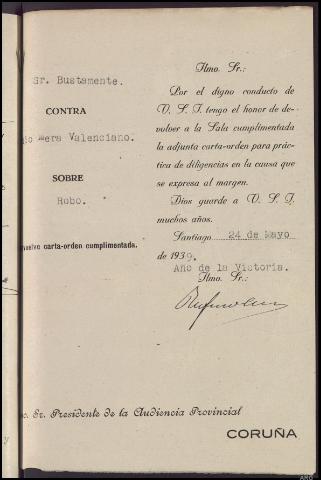 Sr. Bustamente.
CONTRA
Pera Valenciano.
SOBRE
Robo.
carta-orden cumplimentada.
Ilmo. Sr.:
Por el digno conducto de
V. S. I. tengo el honor de de-
volver a la Sala cumplimentada
la adjunta carta-orden para prác-
tica de diligencias en la causa que
se expresa al margen.
Dios guarde a V. S. I.
muchos años.
Santiago 24 de Mayo
de 1939.
Año de la Victoria.
Ilmo. Sr.:
Sr. Presidente de la Audiencia Provincial
CORUÑA